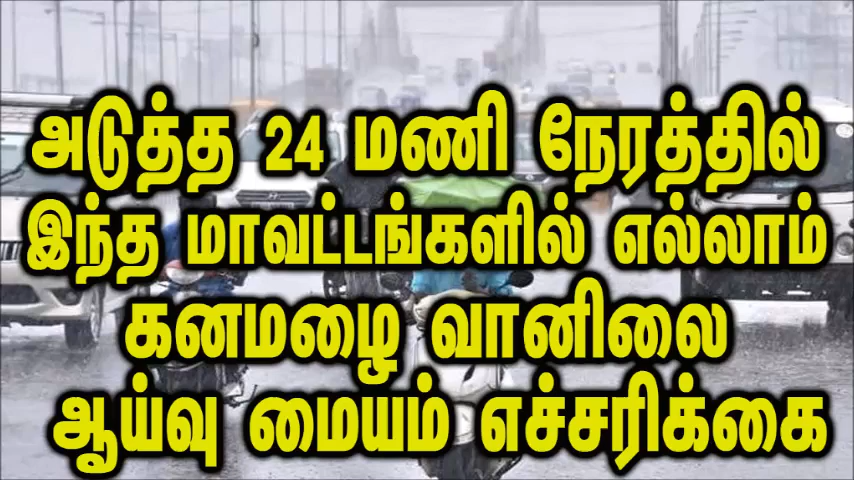 அடுத்த 24 மணி நேரத்தில்
இந்த மாவட்டங்களில் எல்லாம்
கனமழை வானிலை
ஆய்வு மையம் எச்சரிக்கை